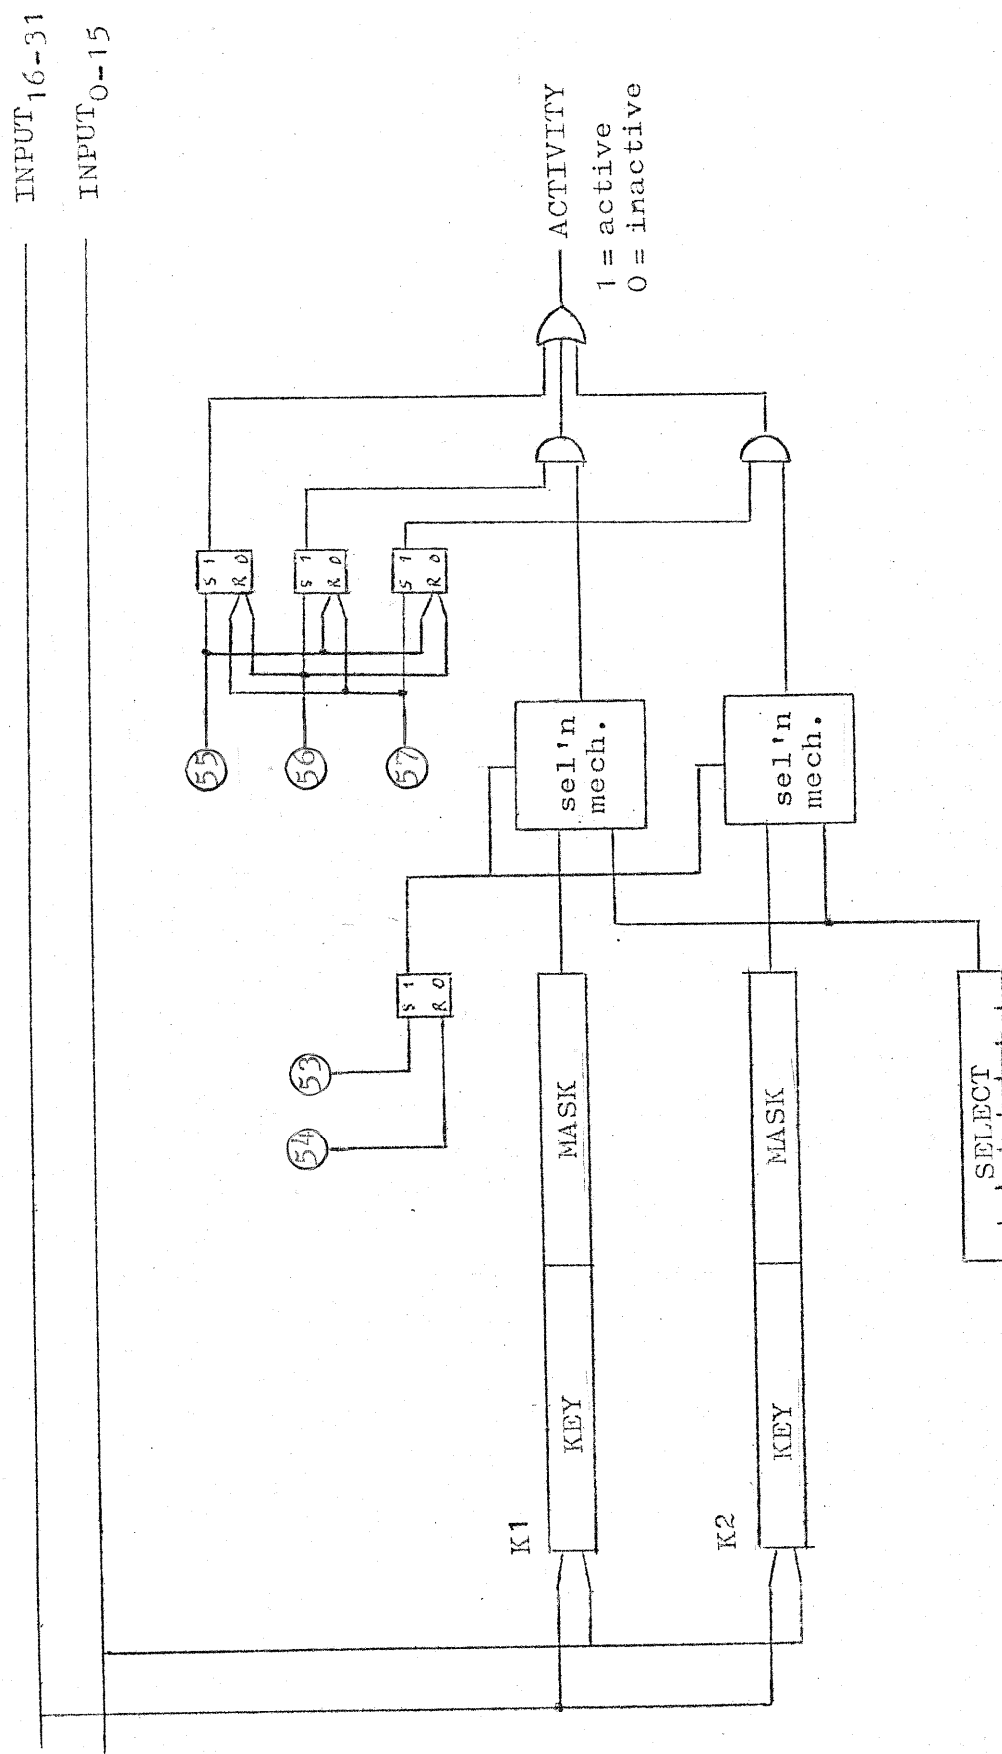 INPUT16-31
INPUT0-15
ACTIVITY
1 = active
0 = inactive
S 1
R 0
S 1
R 0
S 1
R 0
55
56
57
sel'n
mech.
sel'n
mech.
S 1
R 0
53
54
MASK
MASK
SELECT
KEY
KEY
K1
K2